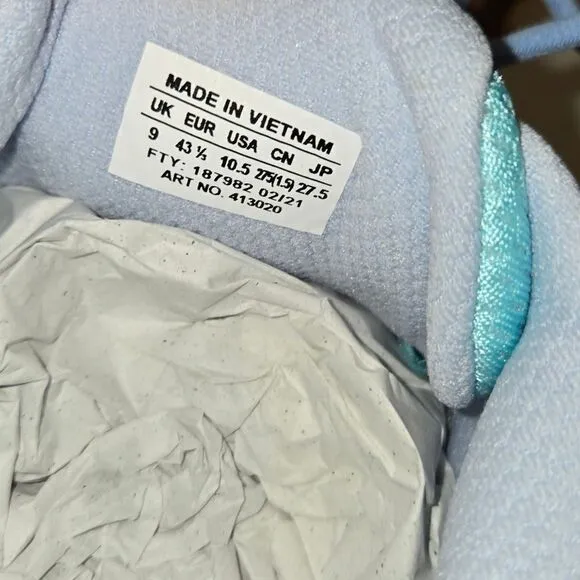 MADE IN VIETNAM
UK EUR USA CN JP
9 43 ⅓ 10.5 275(1.5) 27.5
FTY: 187982 02/21
ART NO. 413020